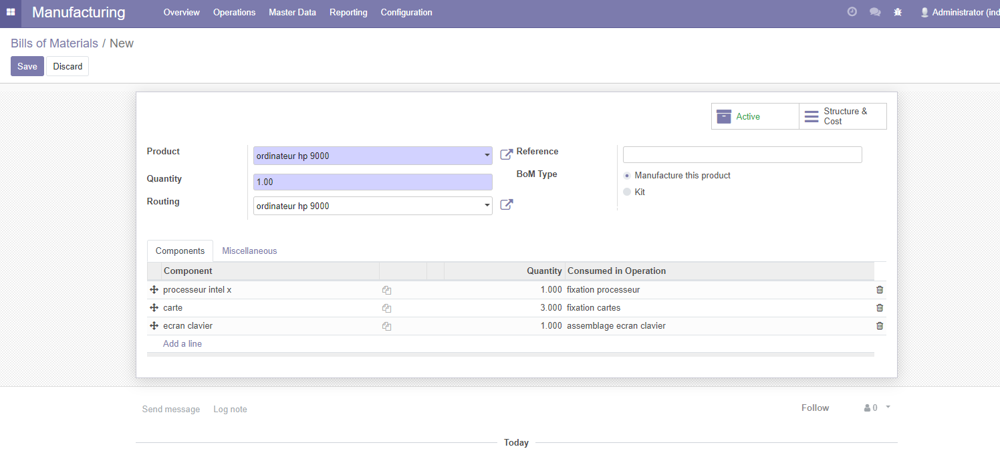 Manufacturing Overview Operations Master Data Reporting Configuration Administrator (ind
Bills of Materials / New
Save Discard
Active Structure & Cost
Product ordinateur hp 9000 Reference
Quantity 1.00 BoM Type Manufacture this product
Kit
Routing ordinateur hp 9000
Components Miscellaneous
Component Quantity Consumed in Operation
processeur intel x 1.000 fixation processeur
carte 3.000 fixation cartes
ecran clavier 1.000 assemblage ecran clavier
Add a line
Send message Log note Follow 0
Today